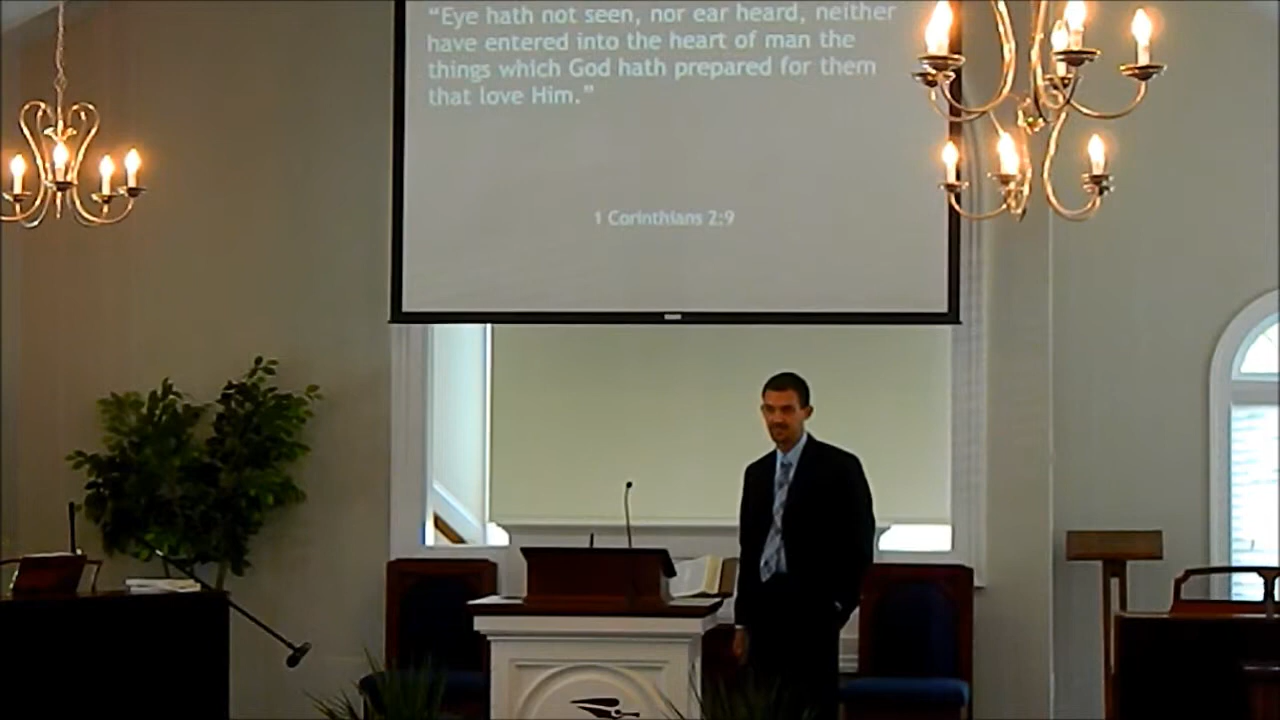 “Eye hath not seen, nor ear heard, neither
have entered into the heart of man the
things which God hath prepared for them
that love Him.”
1 Corinthians 2:9